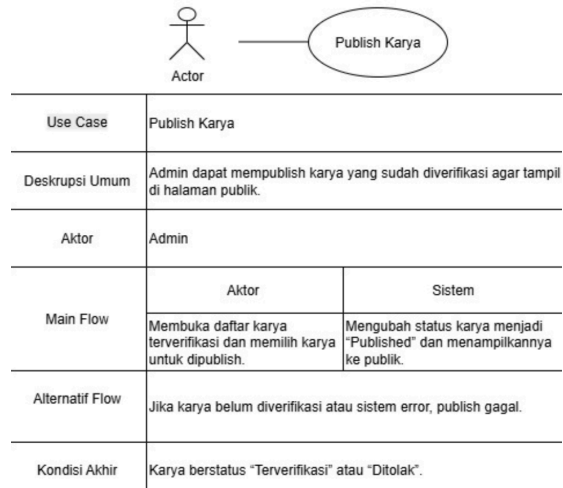 Publish Karya
Actor
Use Case
Publish Karya
Deskrupsi Umum
Admin dapat mempublish karya yang sudah diverifikasi agar tampil
di halaman publik.
Aktor
Admin
Main Flow
Aktor
Sistem
Membuka daftar karya
terverifikasi dan memilih karya
untuk dipublish.
Mengubah status karya menjadi
“Published” dan menampilkannya
ke publik.
Alternatif Flow
Jika karya belum diverifikasi atau sistem error, publish gagal.
Kondisi Akhir
Karya berstatus “Terverifikasi” atau “Ditolak”.